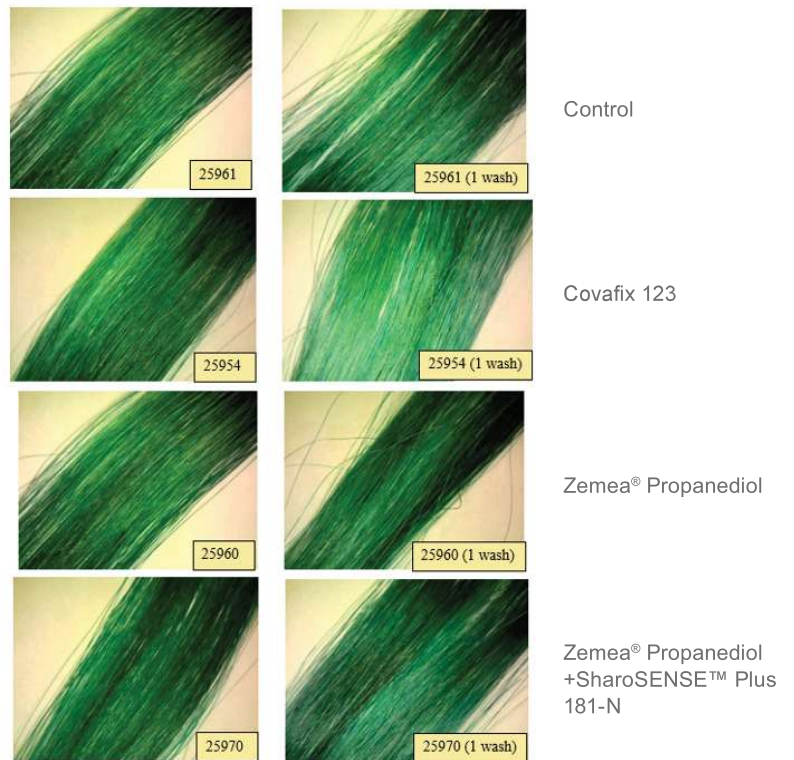 25961
25961 (1 wash)
Control
25954
25954 (1 wash)
Covafix 123
25960
25960 (1 wash)
Zemea® Propanediol
25970
25970 (1 wash)
Zemea® Propanediol
+SharoSENSE™ Plus
181-N